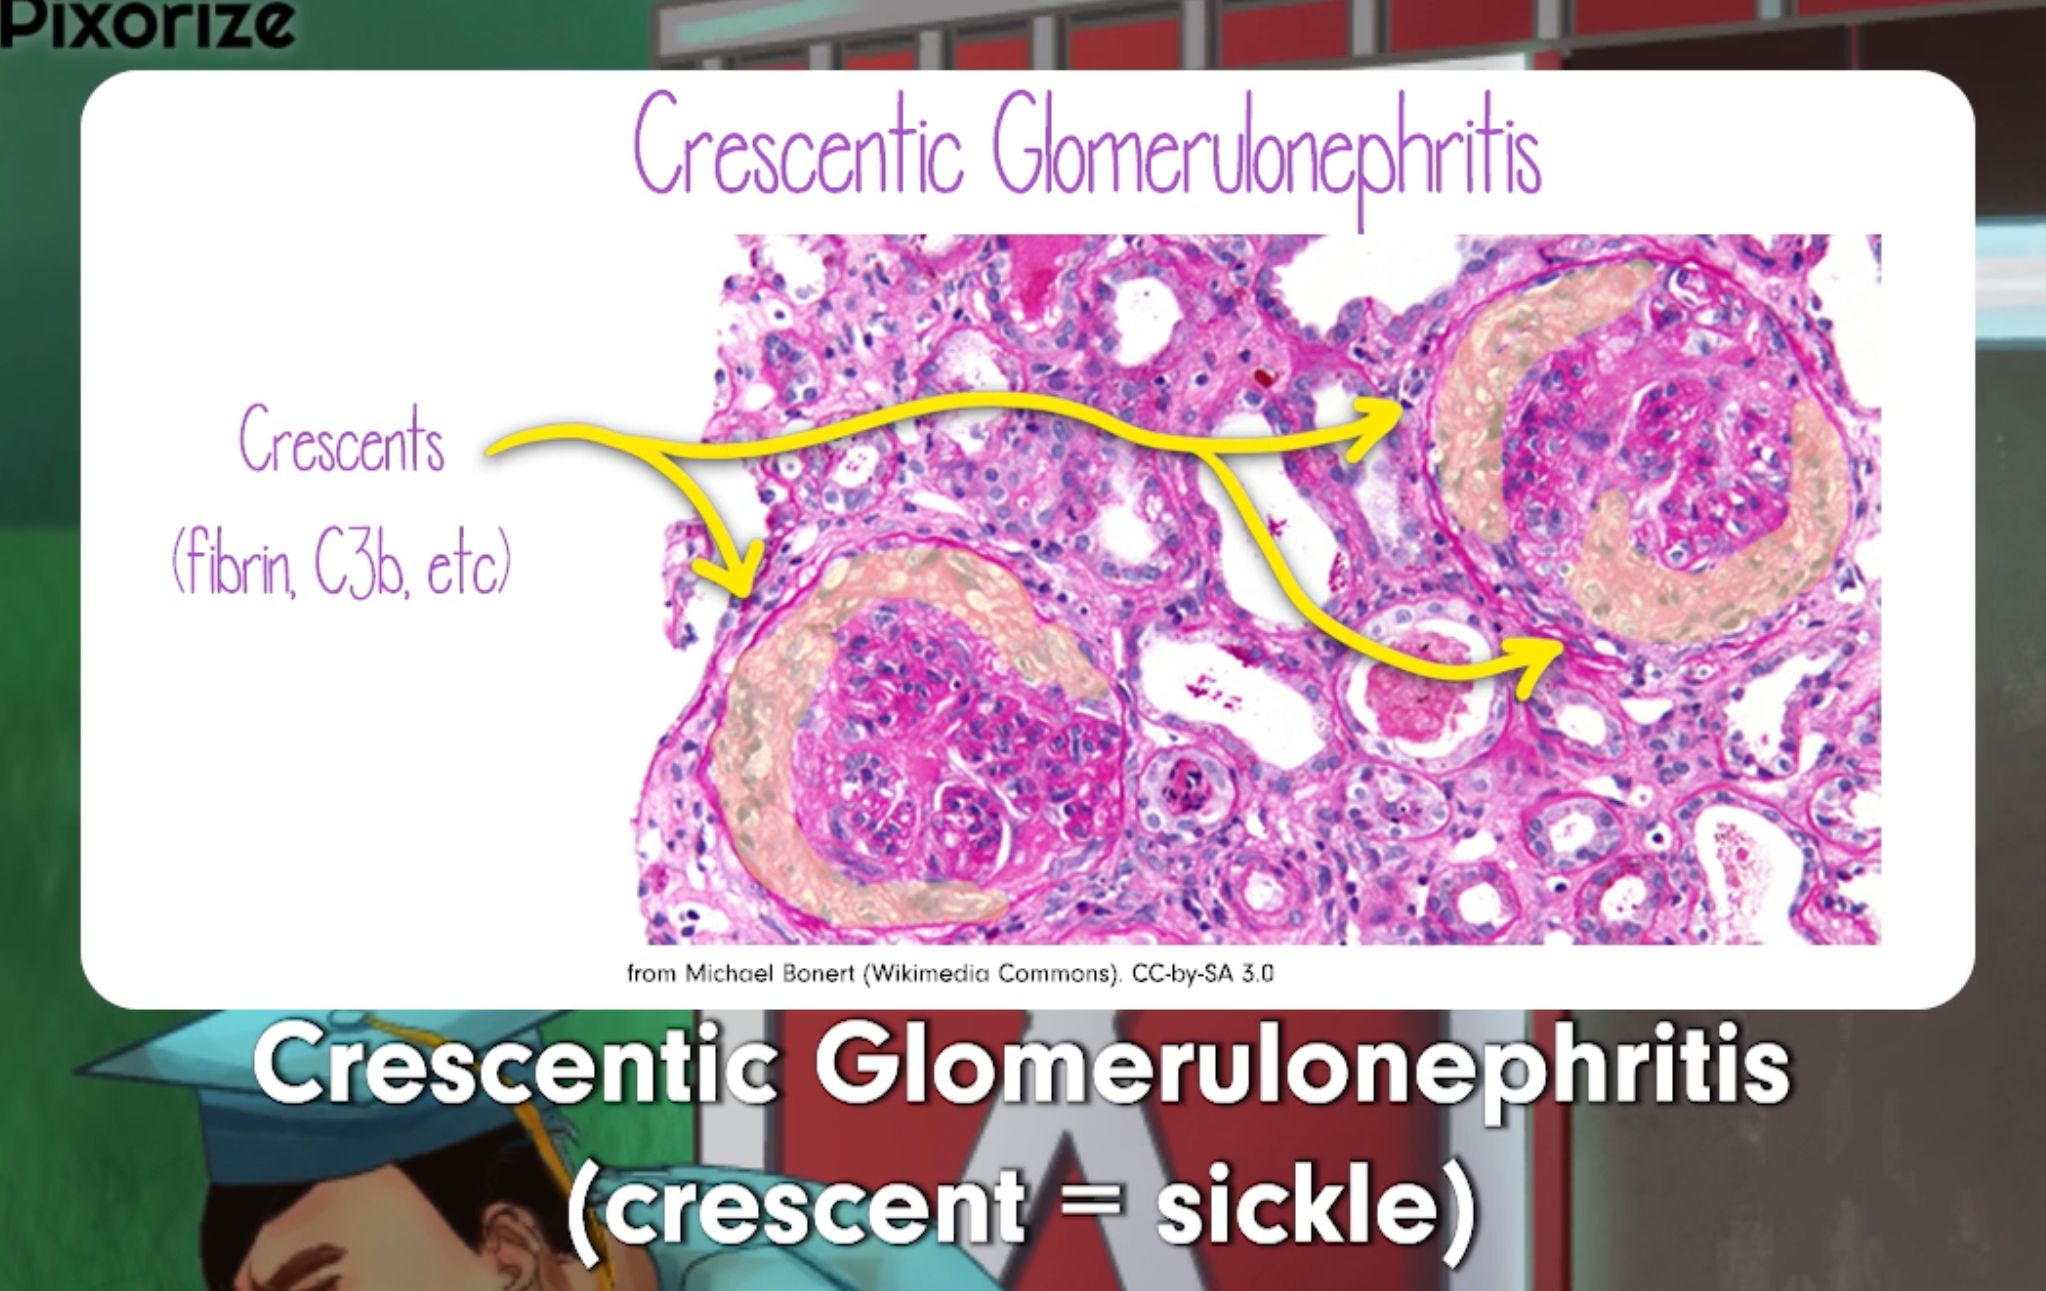 Pixorize
Crescentic Glomerulonephritis
Crescents
(fibrin, C3b, etc)
from Michael Bonert (Wikimedia Commons). CC-by-SA 3.0
Crescentic Glomerulonephritis
(crescent = sickle)